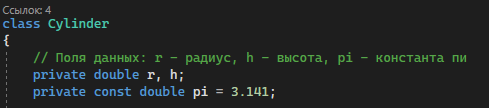 Ссылок: 4
class Cylinder
{
// Поля данных: r - радиус, h - высота, pi - константа пи
private double r, h;
private const double pi = 3.141;